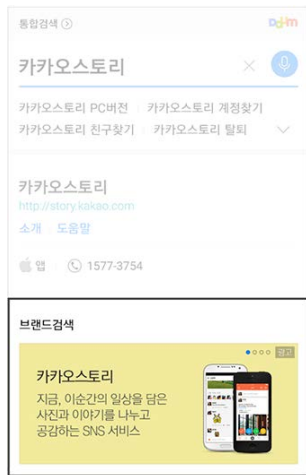 통합검색
Daum
카카오스토리
카카오스토리 PC버전 카카오스토리 계정찾기
카카오스토리 친구찾기 카카오스토리 탈퇴
카카오스토리
http://story.kakao.com
소개 도움말
앱 1577-3754
브랜드검색
광고
카카오스토리
지금, 이순간의 일상을 담은
사진과 이야기를 나누고
공감하는 SNS 서비스